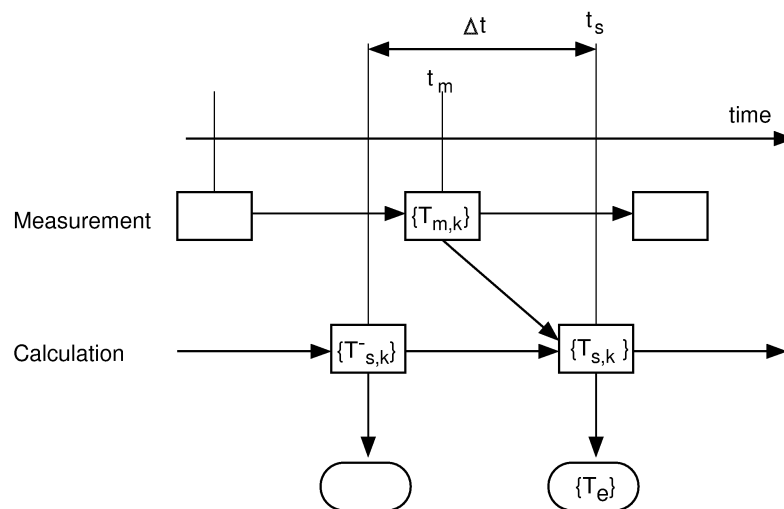 Δt
t_s
t_m
time
Measurement
{T_m,k}
Calculation
{T⁻_s,k}
{T_s,k }
{T_e}